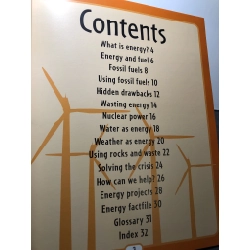 Contents
What is energy? 4
Energy and fuel 6
Fossil fuels 8
Using fossil fuels 10
Hidden drawbacks 12
Wasting energy 14
Nuclear power 16
Water as energy 18
Weather as energy 20
Using rocks and waste 22
Solving the crisis 24
How can we help? 26
Energy projects 28
Energy factfile 30
Glossary 31
Index 32